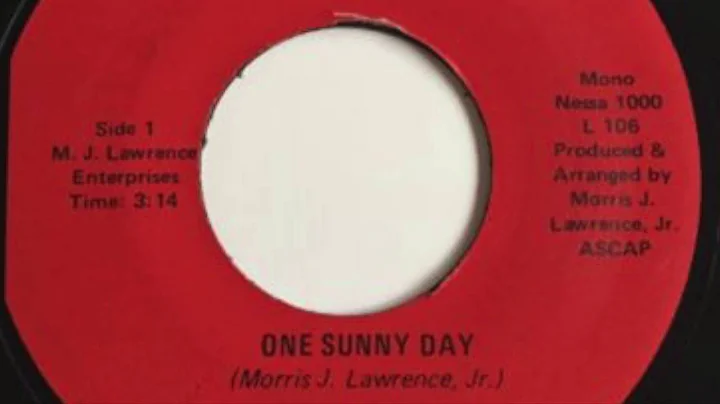 Side 1
M. J. Lawrence
Enterprises
Time: 3:14
Mono
Nessa 1000
L 106
Produced &
Arranged by
Morris J.
Lawrence, Jr.
ASCAP
ONE SUNNY DAY
(Morris J. Lawrence, Jr.)